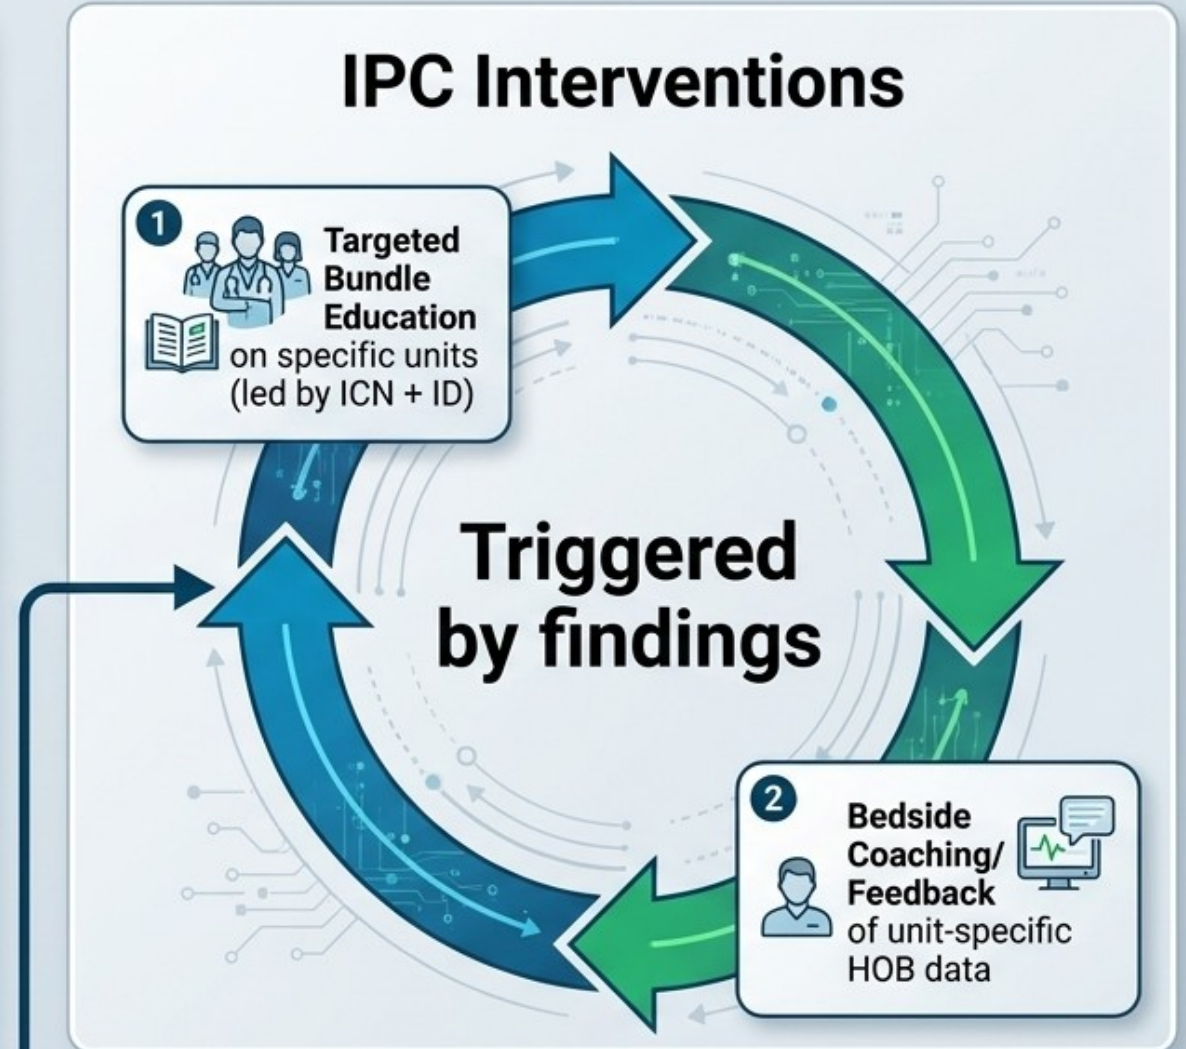 IPC Interventions
1
Targeted
Bundle
Education
on specific units
(led by ICN + ID)
Triggered
by findings
2
Bedside
Coaching/
Feedback
of unit-specific
HOB data